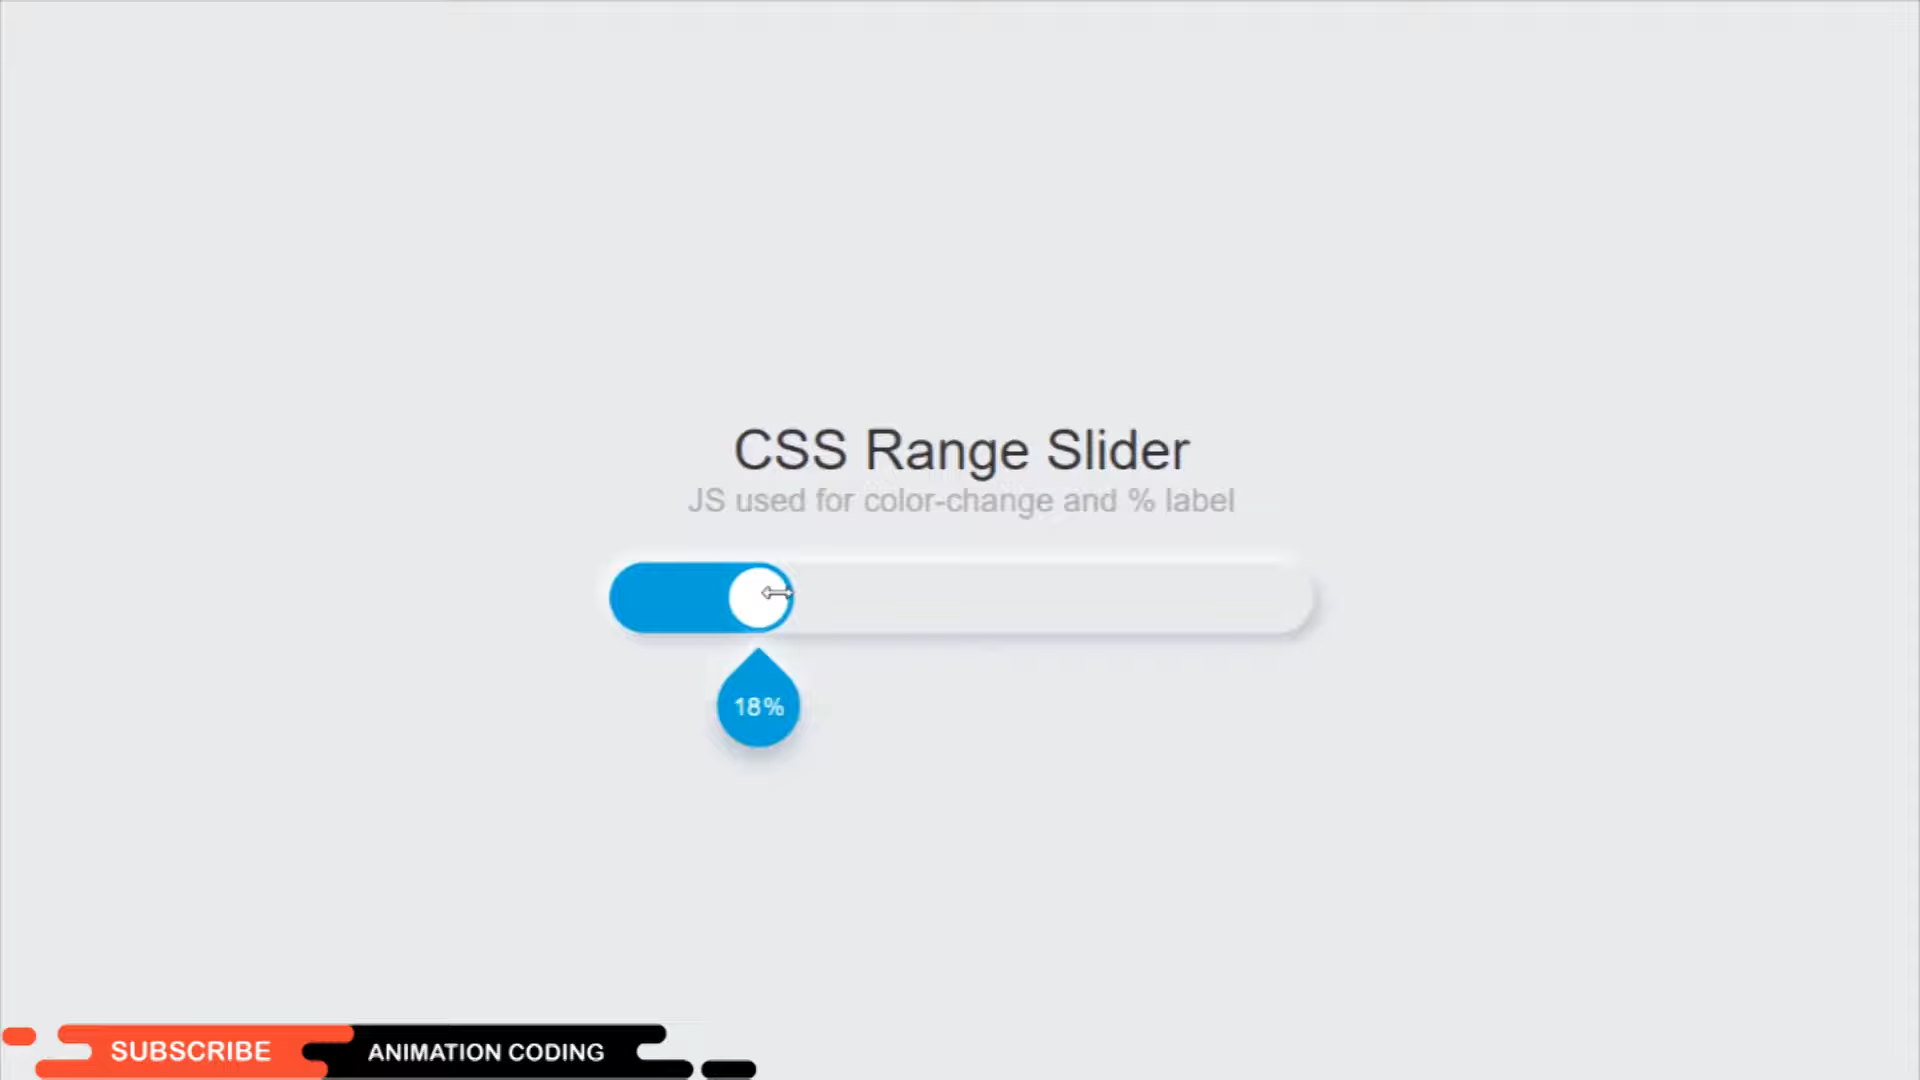 CSS Range Slider
JS used for color-change and % label
18%
SUBSCRIBE
ANIMATION CODING